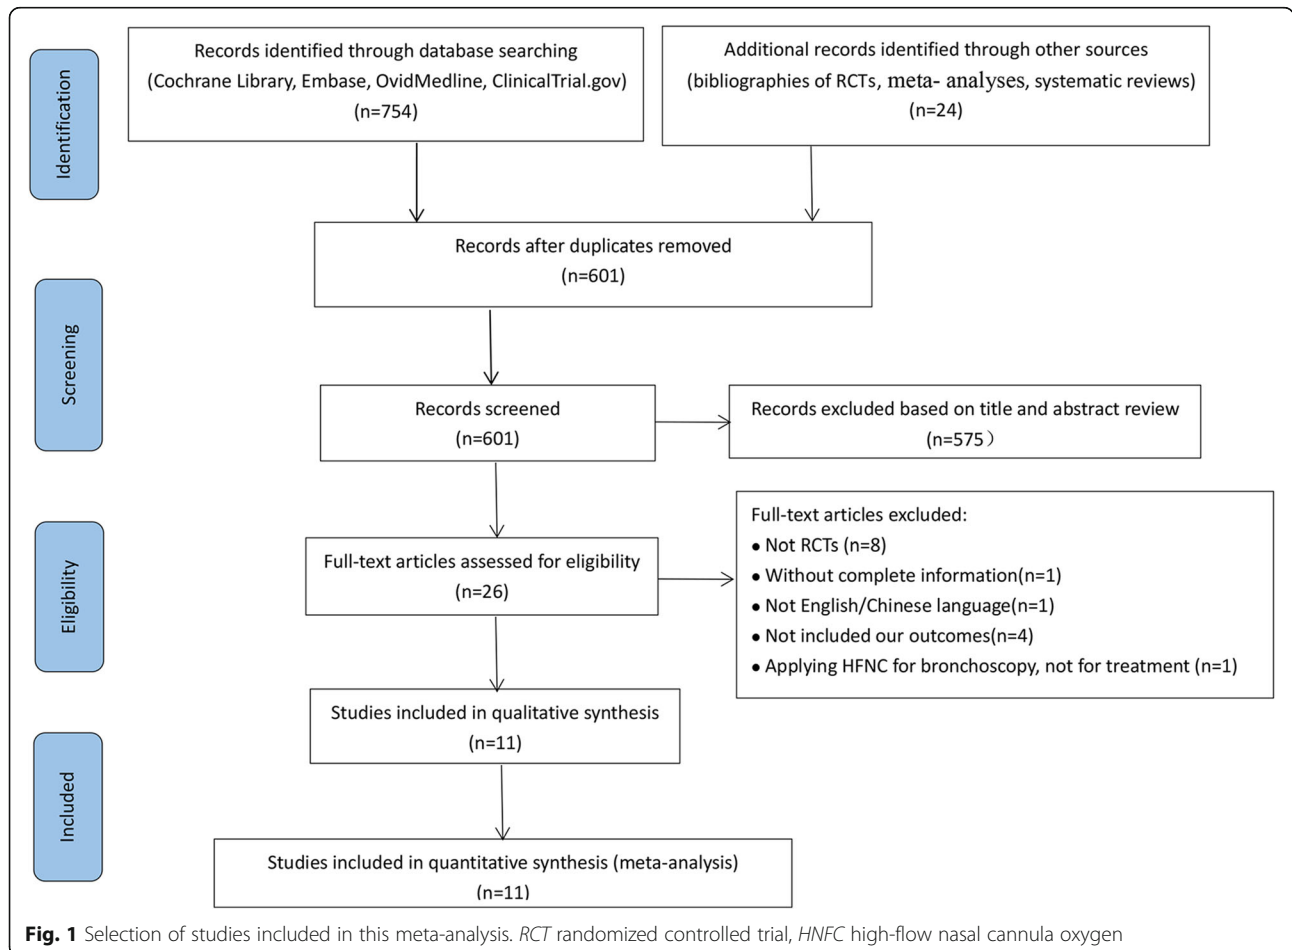 Identification
Records identified through database searching
(Cochrane Library, Embase, OvidMedline, ClinicalTrial.gov)
(n=754)
Additional records identified through other sources
(bibliographies of RCTs, meta- analyses, systematic reviews)
(n=24)
Records after duplicates removed
(n=601)
Screening
Records screened
(n=601)
Records excluded based on title and abstract review
(n=575）
Eligibility
Full-text articles assessed for eligibility
(n=26)
Full-text articles excluded:
● Not RCTs (n=8)
● Without complete information(n=1)
● Not English/Chinese language(n=1)
● Not included our outcomes(n=4)
● Applying HFNC for bronchoscopy, not for treatment (n=1)
Studies included in qualitative synthesis
(n=11)
Included
Studies included in quantitative synthesis (meta-analysis)
(n=11)
Fig. 1 Selection of studies included in this meta-analysis. RCT randomized controlled trial, HNFC high-flow nasal cannula oxygen